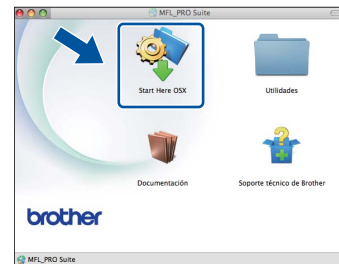 MFL_PRO Suite
Start Here OSX
Utilidades
Documentación
Soporte técnico de Brother
brother
MFL_PRO Suite